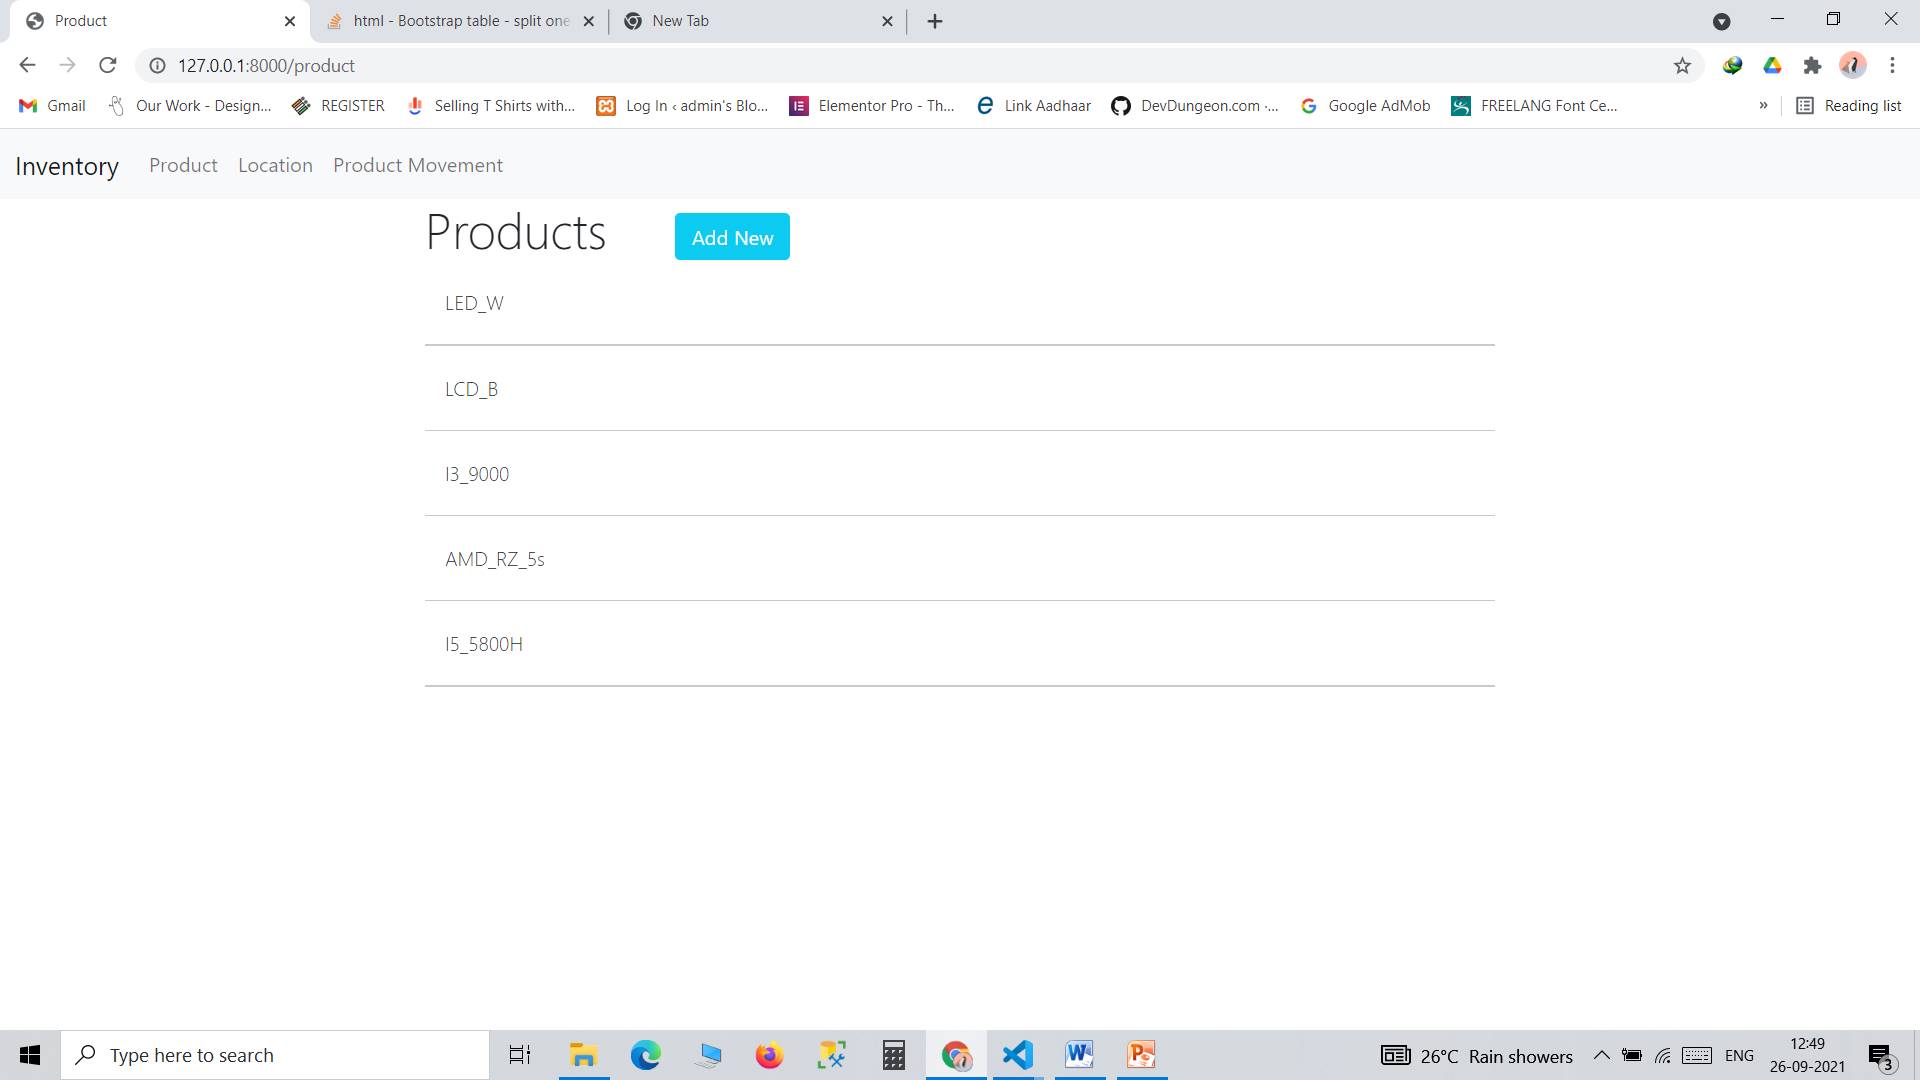 Product
html - Bootstrap table - split one
New Tab
127.0.0.1:8000/product
Gmail
Our Work - Design...
REGISTER
Selling T Shirts with...
Log In ‹ admin's Blo...
Elementor Pro - Th...
Link Aadhaar
DevDungeon.com ·...
Google AdMob
FREELANG Font Ce...
»
Reading list
Inventory
Product
Location
Product Movement
Products
Add New
LED_W
LCD_B
I3_9000
AMD_RZ_5s
I5_5800H
Type here to search
26°C Rain showers
ENG
12:49
26-09-2021
3